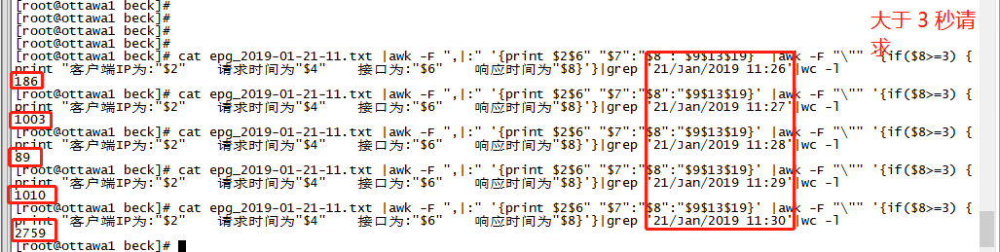 [root@ottawa1 beck]#
[root@ottawa1 beck]#
[root@ottawa1 beck]#
[root@ottawa1 beck]#
大于 3 秒请
求
[root@ottawa1 beck]# cat epg_2019-01-21-11.txt |awk -F ",|:" '{print $2$6" "$7":"$8":"$9$13$19}' |awk -F "\"" '{if($8>=3) {
print "客户端IP为:"$2"    请求时间为"$4"    接口为:"$6"    响应时间为"$8}'}|grep '21/Jan/2019 11:26'|wc -l
186
[root@ottawa1 beck]# cat epg_2019-01-21-11.txt |awk -F ",|:" '{print $2$6" "$7":"$8":"$9$13$19}' |awk -F "\"" '{if($8>=3) {
print "客户端IP为:"$2"    请求时间为"$4"    接口为:"$6"    响应时间为"$8}'}|grep '21/Jan/2019 11:27'|wc -l
1003
[root@ottawa1 beck]# cat epg_2019-01-21-11.txt |awk -F ",|:" '{print $2$6" "$7":"$8":"$9$13$19}' |awk -F "\"" '{if($8>=3) {
print "客户端IP为:"$2"    请求时间为"$4"    接口为:"$6"    响应时间为"$8}'}|grep '21/Jan/2019 11:28'|wc -l
89
[root@ottawa1 beck]# cat epg_2019-01-21-11.txt |awk -F ",|:" '{print $2$6" "$7":"$8":"$9$13$19}' |awk -F "\"" '{if($8>=3) {
print "客户端IP为:"$2"    请求时间为"$4"    接口为:"$6"    响应时间为"$8}'}|grep '21/Jan/2019 11:29'|wc -l
1010
[root@ottawa1 beck]# cat epg_2019-01-21-11.txt |awk -F ",|:" '{print $2$6" "$7":"$8":"$9$13$19}' |awk -F "\"" '{if($8>=3) {
print "客户端IP为:"$2"    请求时间为"$4"    接口为:"$6"    响应时间为"$8}'}|grep '21/Jan/2019 11:30'|wc -l
2759
[root@ottawa1 beck]#